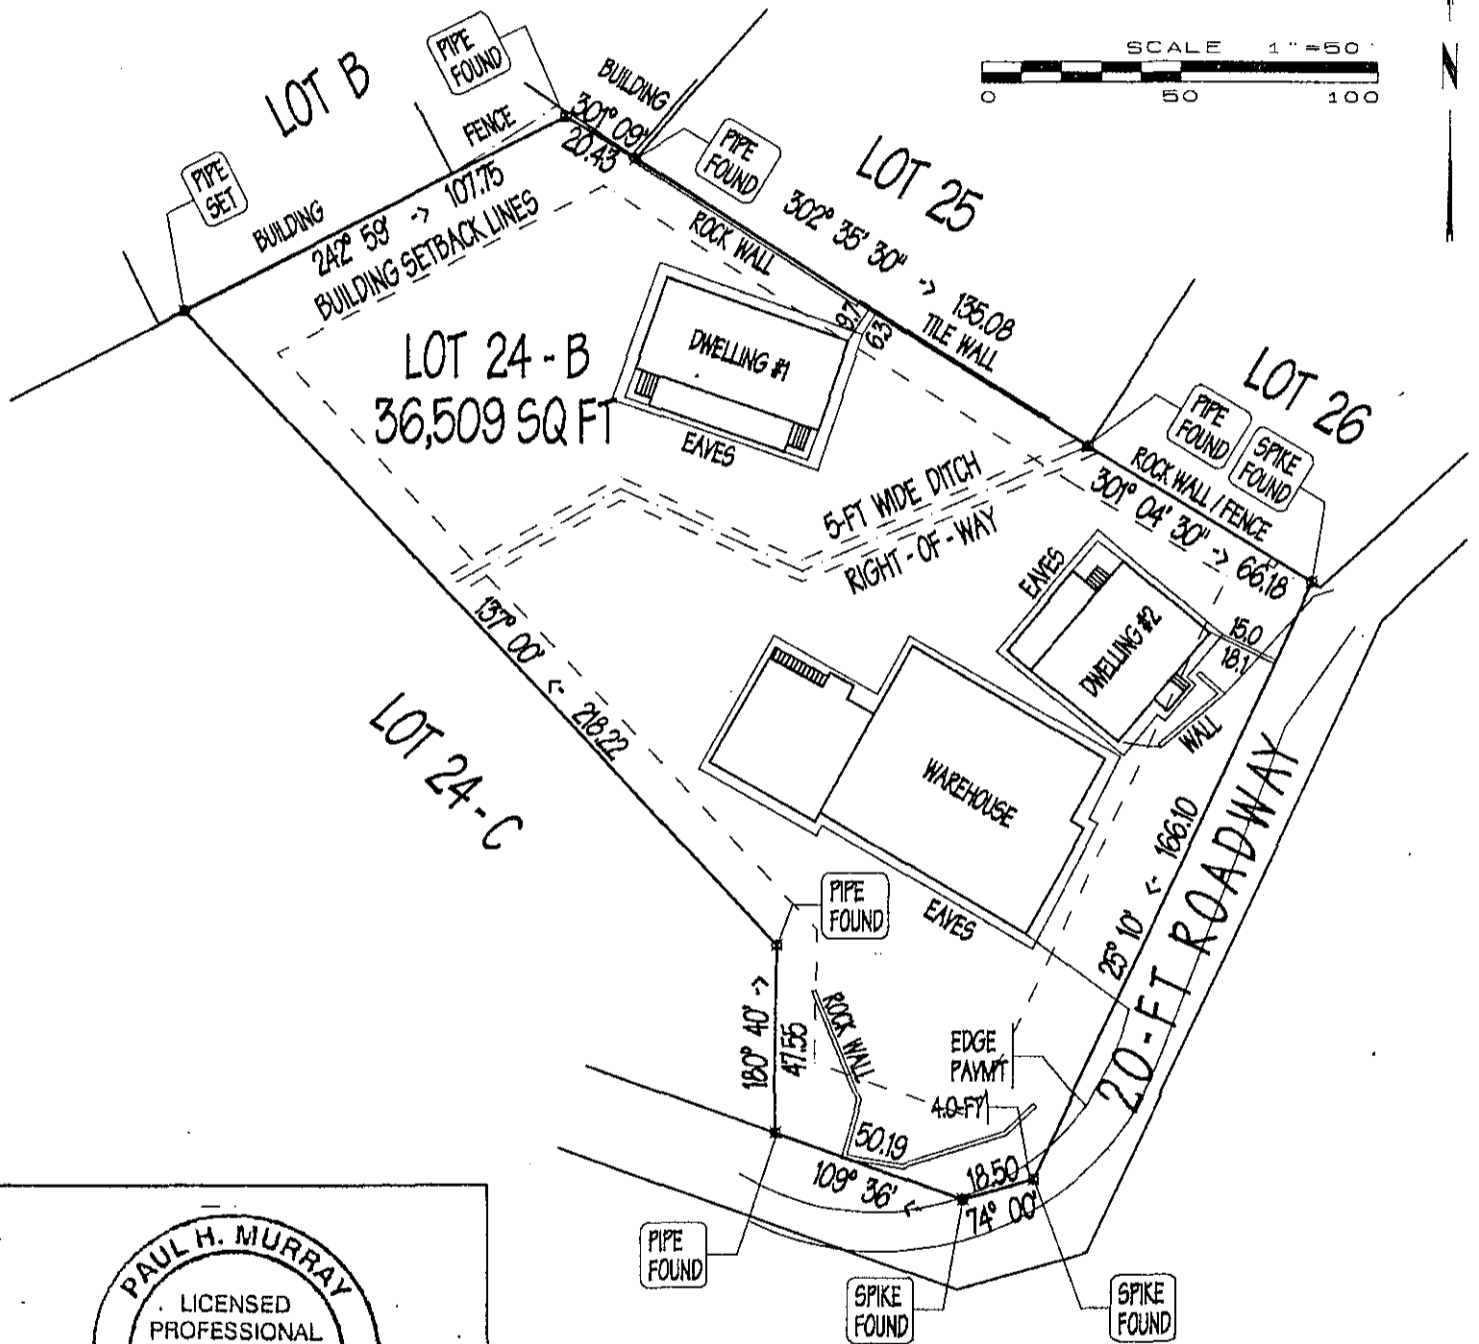 SCALE 1"=50'
0 50 100
N
LOT B
PIPE
FOUND
BUILDING
FENCE
301° 09'
20.43
PIPE
SET
PIPE
FOUND
BUILDING
242° 59' -> 107.75
BUILDING SETBACK LINES
LOT 25
302° 35' 30" -> 135.08
ROCK WALL
TILE WALL
9.7
6.3
DWELLING #1
LOT 24 - B
36,509 SQ FT
EAVES
LOT 26
PIPE
FOUND
SPIKE
FOUND
ROCK WALL / FENCE
301° 04' 30" -> 66.18
5-FT WIDE DITCH
RIGHT - OF - WAY
EAVES
DWELLING #2
15.0
18.1
WALL
137° 00' <- 218.22
LOT 24 - C
WAREHOUSE
EAVES
25° 10' <- 166.10
20-FT ROADWAY
PIPE
FOUND
180° 40' ->
47.55
ROCK WALL
EDGE
PAVM'T
4.0-FT
50.19
109° 36' <-
18.50
74° 00'
PIPE
FOUND
SPIKE
FOUND
SPIKE
FOUND
PAUL H. MURRAY
LICENSED
PROFESSIONAL